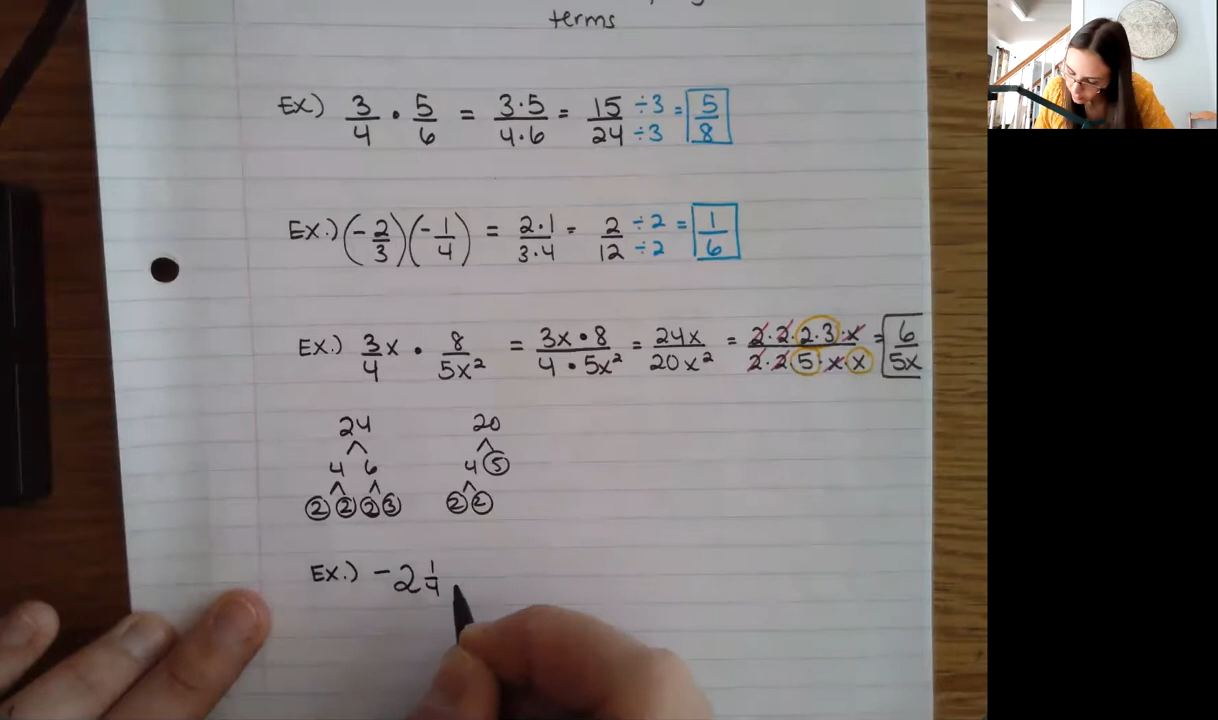 terms
Ex.) 3/4 • 5/6 = 3·5/4·6 = 15/24 ÷3/÷3 = 5/8
Ex.) (-2/3)(-1/4) = 2·1/3·4 = 2/12 ÷2/÷2 = 1/6
Ex.) 3/4 x • 8/5x² = 3x•8/4•5x² = 24x/20x² = 2·2·2·3·x/2·2·5·x·x = 6/5x
24 20
4 6 4 5
2 2 2 3 2 2
Ex.) -2 1/4